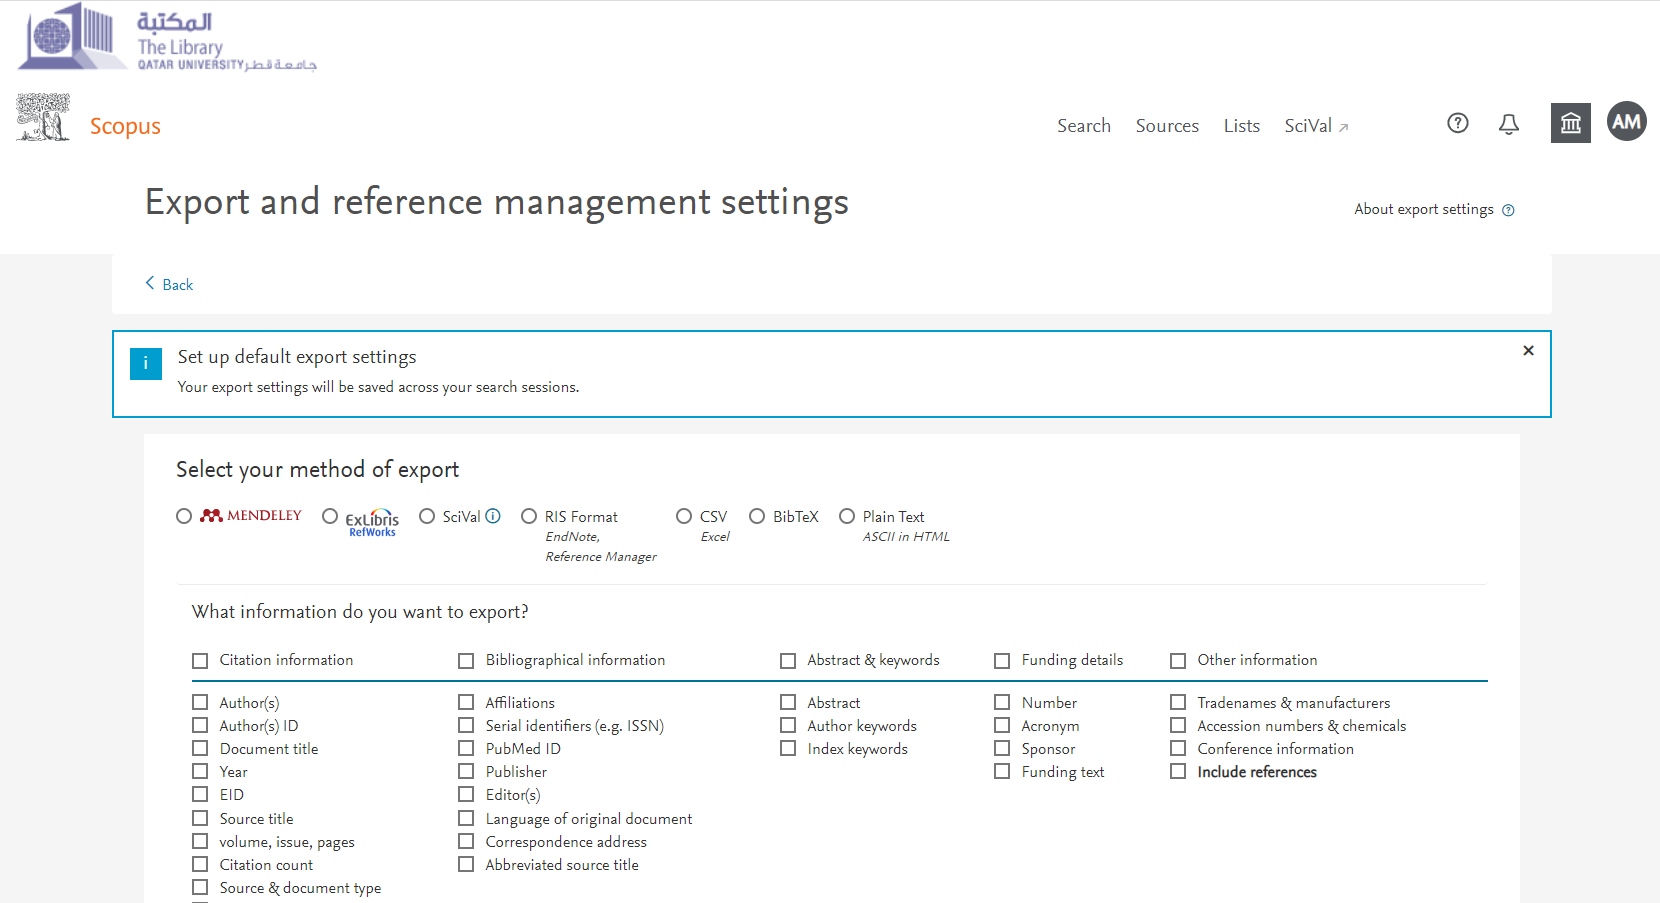 المكتبة
The Library
QATAR UNIVERSITY جامعة قطر
Scopus
Search Sources Lists SciVal ↗ ? AM
Export and reference management settings
About export settings ?
Back
i Set up default export settings ×
Your export settings will be saved across your search sessions.
Select your method of export
MENDELEY ExLibris RefWorks SciVal i RIS Format CSV BibTeX Plain Text
EndNote, Excel ASCII in HTML
Reference Manager
What information do you want to export?
Citation information Bibliographical information Abstract & keywords Funding details Other information
Author(s) Affiliations Abstract Number Tradenames & manufacturers
Author(s) ID Serial identifiers (e.g. ISSN) Author keywords Acronym Accession numbers & chemicals
Document title PubMed ID Index keywords Sponsor Conference information
Year Publisher Funding text Include references
EID Editor(s)
Source title Language of original document
volume, issue, pages Correspondence address
Citation count Abbreviated source title
Source & document type